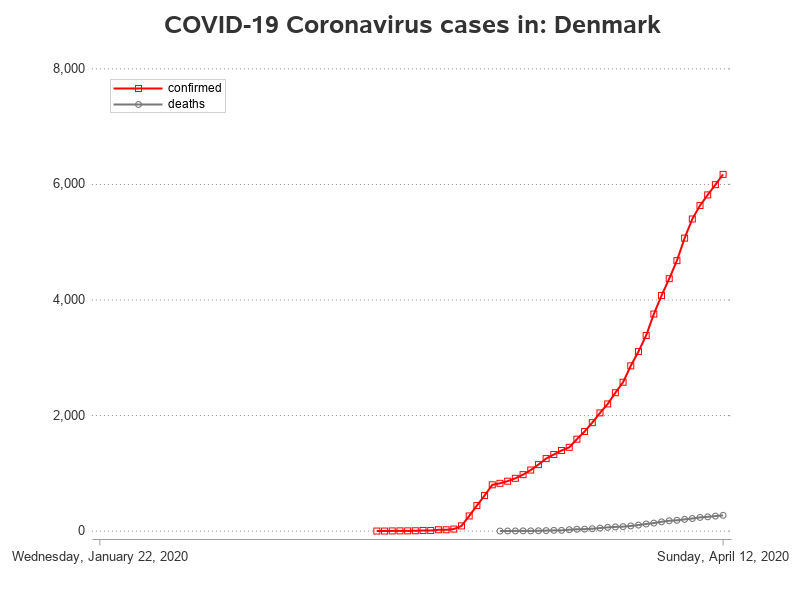 COVID-19 Coronavirus cases in: Denmark
8,000
confirmed
deaths
6,000
4,000
2,000
0
Wednesday, January 22, 2020 Sunday, April 12, 2020